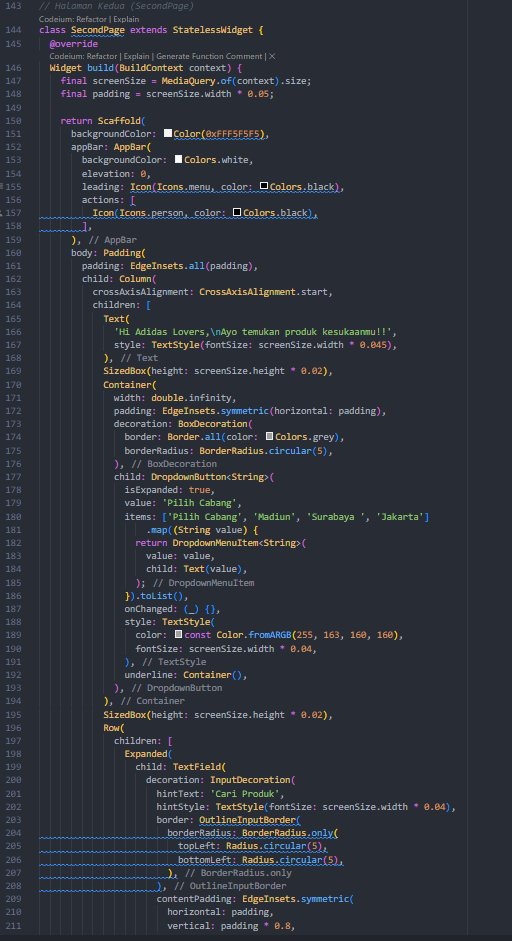 143 // Halaman Kedua (SecondPage)
Codeium: Refactor | Explain
144 class SecondPage extends StatelessWidget {
145 @override
Codeium: Refactor | Explain | Generate Function Comment | ×
146 Widget build(BuildContext context) {
147 final screenSize = MediaQuery.of(context).size;
148 final padding = screenSize.width * 0.05;
149
150 return Scaffold(
151 backgroundColor: Color(0xFFF5F5F5),
152 appBar: AppBar(
153 backgroundColor: Colors.white,
154 elevation: 0,
155 leading: Icon(Icons.menu, color: Colors.black),
156 actions: [
157 Icon(Icons.person, color: Colors.black),
158 ],
159 ), // AppBar
160 body: Padding(
161 padding: EdgeInsets.all(padding),
162 child: Column(
163 crossAxisAlignment: CrossAxisAlignment.start,
164 children: [
165 Text(
166 'Hi Adidas Lovers,\nAyo temukan produk kesukaanmu!!',
167 style: TextStyle(fontSize: screenSize.width * 0.045),
168 ), // Text
169 SizedBox(height: screenSize.height * 0.02),
170 Container(
171 width: double.infinity,
172 padding: EdgeInsets.symmetric(horizontal: padding),
173 decoration: BoxDecoration(
174 border: Border.all(color: Colors.grey),
175 borderRadius: BorderRadius.circular(5),
176 ), // BoxDecoration
177 child: DropdownButton<String>(
178 isExpanded: true,
179 value: 'Pilih Cabang',
180 items: ['Pilih Cabang', 'Madiun', 'Surabaya ', 'Jakarta']
181 .map((String value) {
182 return DropdownMenuItem<String>(
183 value: value,
184 child: Text(value),
185 ); // DropdownMenuItem
186 }).toList(),
187 onChanged: (_) {},
188 style: TextStyle(
189 color: const Color.fromARGB(255, 163, 160, 160),
190 fontSize: screenSize.width * 0.04,
191 ), // TextStyle
192 underline: Container(),
193 ), // DropdownButton
194 ), // Container
195 SizedBox(height: screenSize.height * 0.02),
196 Row(
197 children: [
198 Expanded(
199 child: TextField(
200 decoration: InputDecoration(
201 hintText: 'Cari Produk',
202 hintStyle: TextStyle(fontSize: screenSize.width * 0.04),
203 border: OutlineInputBorder(
204 borderRadius: BorderRadius.only(
205 topLeft: Radius.circular(5),
206 bottomLeft: Radius.circular(5),
207 ), // BorderRadius.only
208 ), // OutlineInputBorder
209 contentPadding: EdgeInsets.symmetric(
210 horizontal: padding,
211 vertical: padding * 0.8,